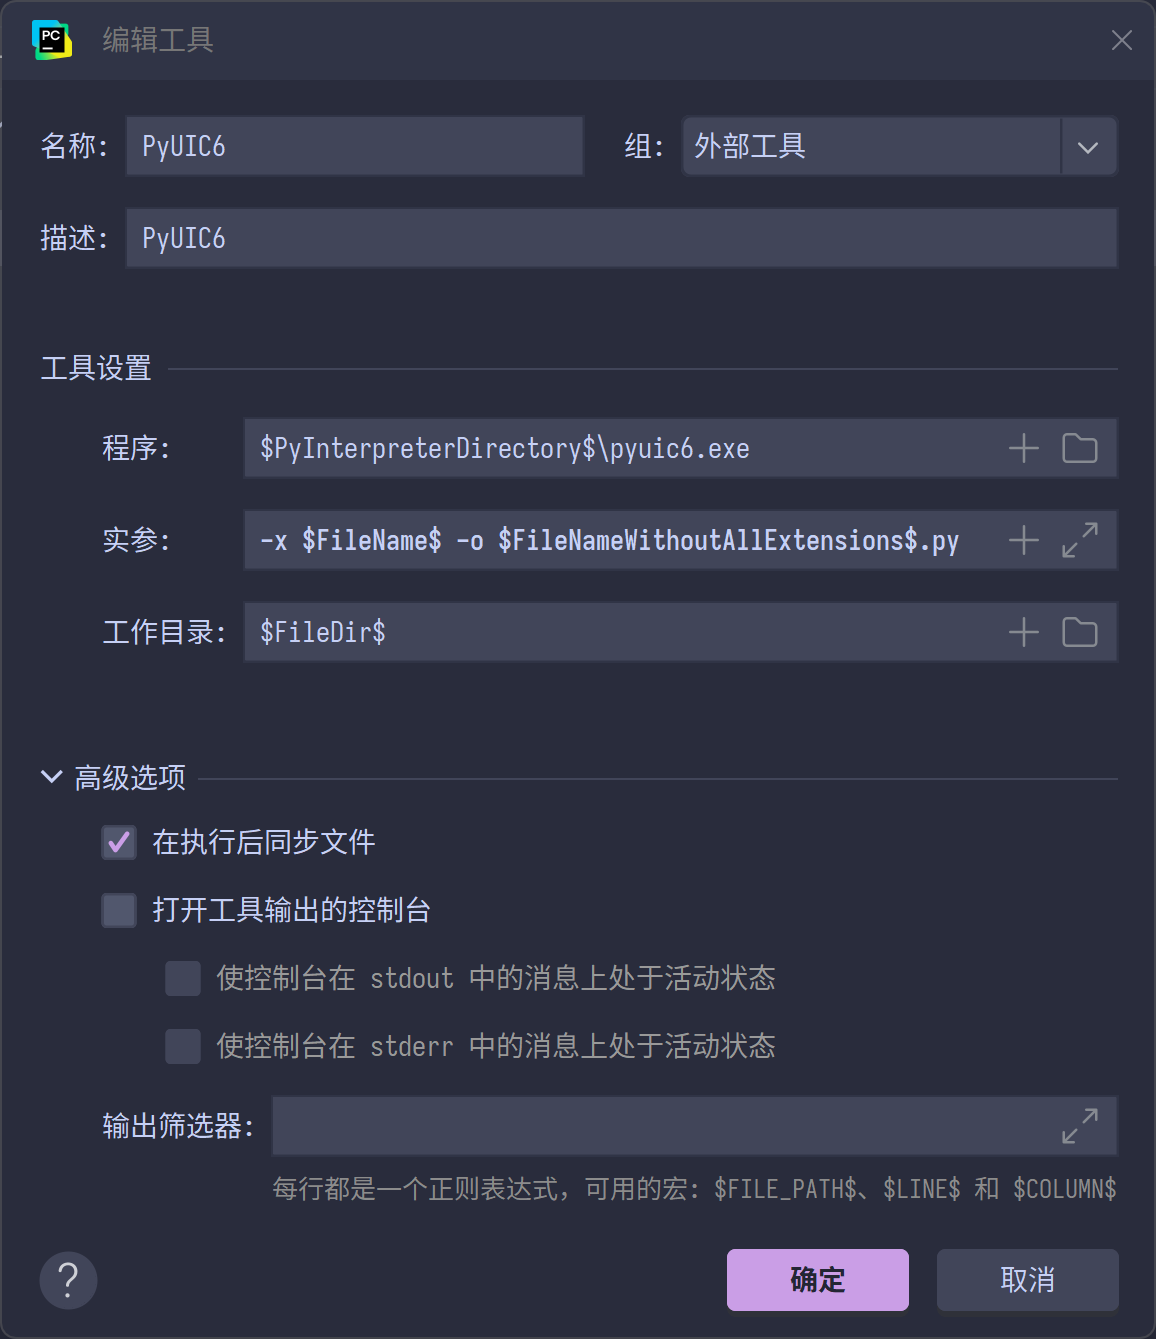 PC 编辑工具
名称: PyUIC6 组: 外部工具
描述: PyUIC6
工具设置
程序: $PyInterpreterDirectory$\pyuic6.exe
实参: -x $FileName$ -o $FileNameWithoutAllExtensions$.py
工作目录: $FileDir$
高级选项
在执行后同步文件
打开工具输出的控制台
使控制台在 stdout 中的消息上处于活动状态
使控制台在 stderr 中的消息上处于活动状态
输出筛选器:
每行都是一个正则表达式，可用的宏: $FILE_PATH$、$LINE$ 和 $COLUMN$
? 确定 取消